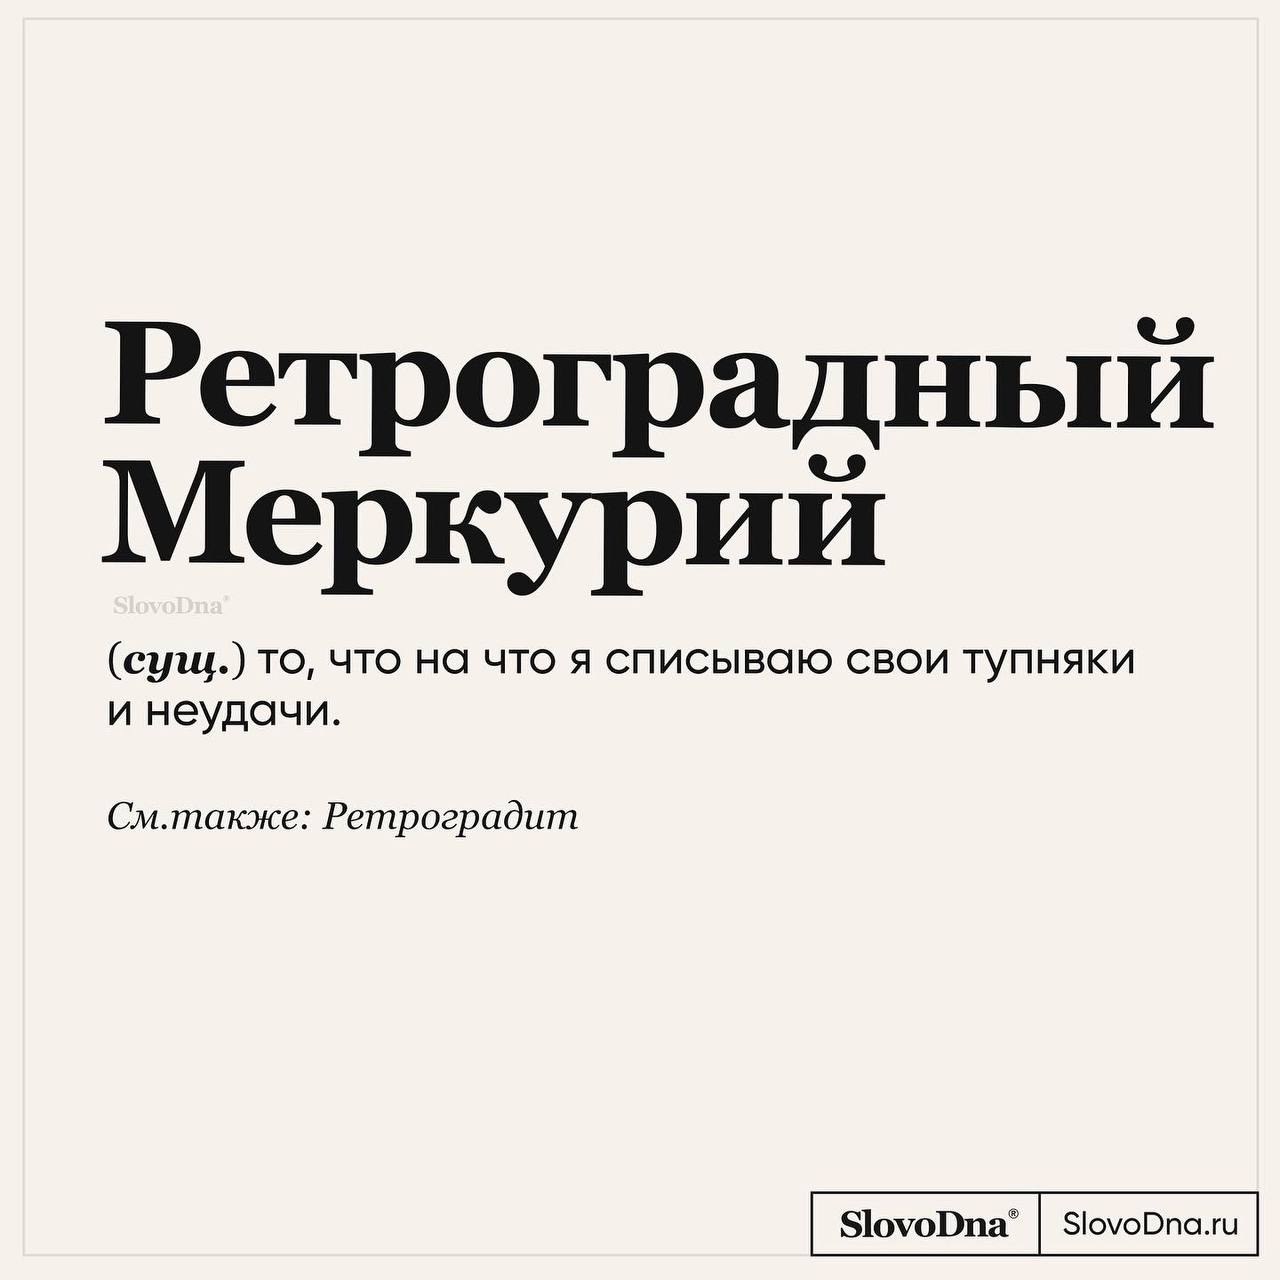 Ретроградный
Меркурий
SlovoDna®
(сущ.) то, что на что я списываю свои тупняки
и неудачи.
См.также: Ретроградит
SlovoDna® SlovoDna.ru